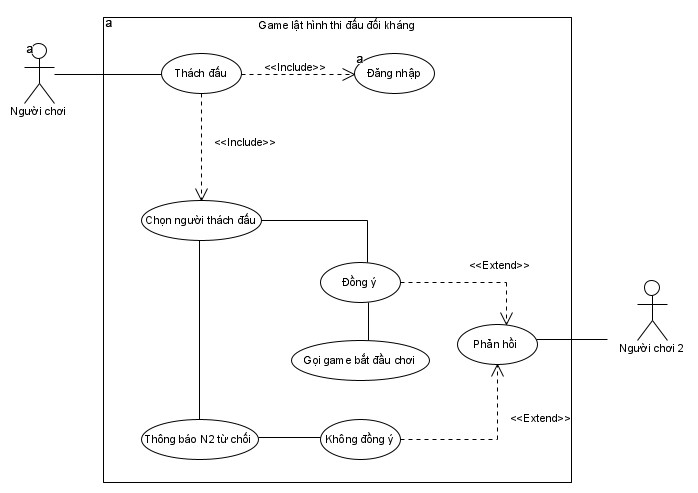 a
Game lật hình thi đấu đối kháng
a
Người chơi
Thách đấu
<<Include>>
a
Đăng nhập
<<Include>>
Chọn người thách đấu
Đồng ý
<<Extend>>
Gọi game bắt đầu chơi
Phản hồi
Người chơi 2
Thông báo N2 từ chối
Không đồng ý
<<Extend>>